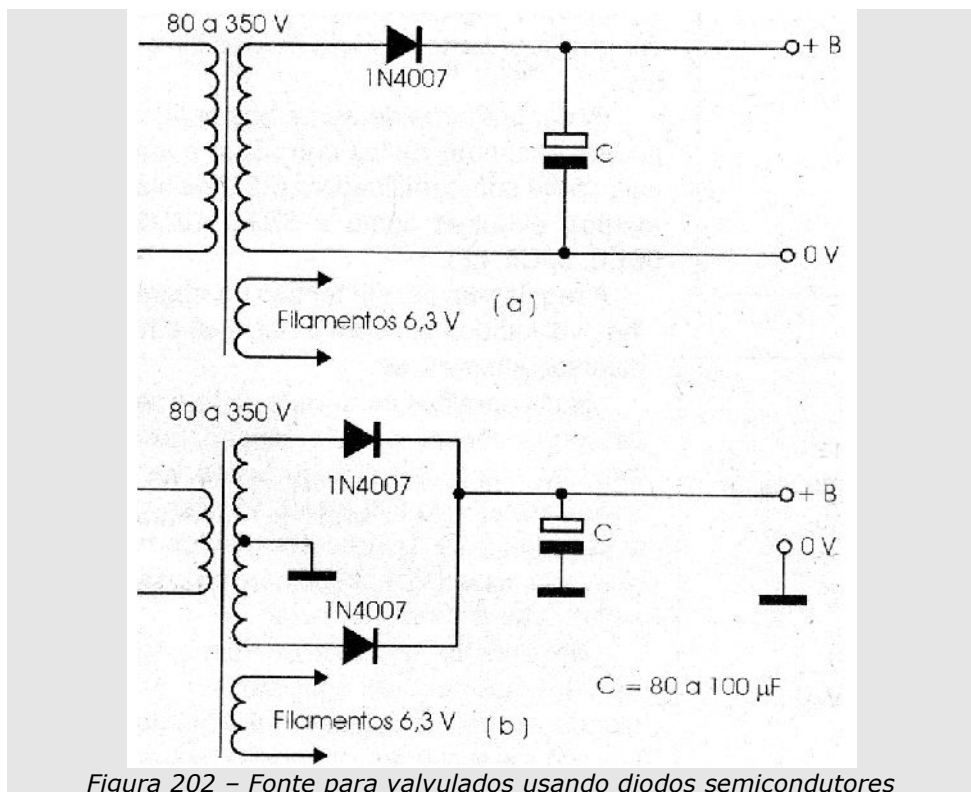 80 a 350 V
+ B
1N4007
C
0 V
( a )
Filamentos 6,3 V
80 a 350 V
1N4007
+ B
C
0 V
1N4007
C = 80 a 100 µF
Filamentos 6,3 V
( b )
Figura 202 – Fonte para valvulados usando diodos semicondutores